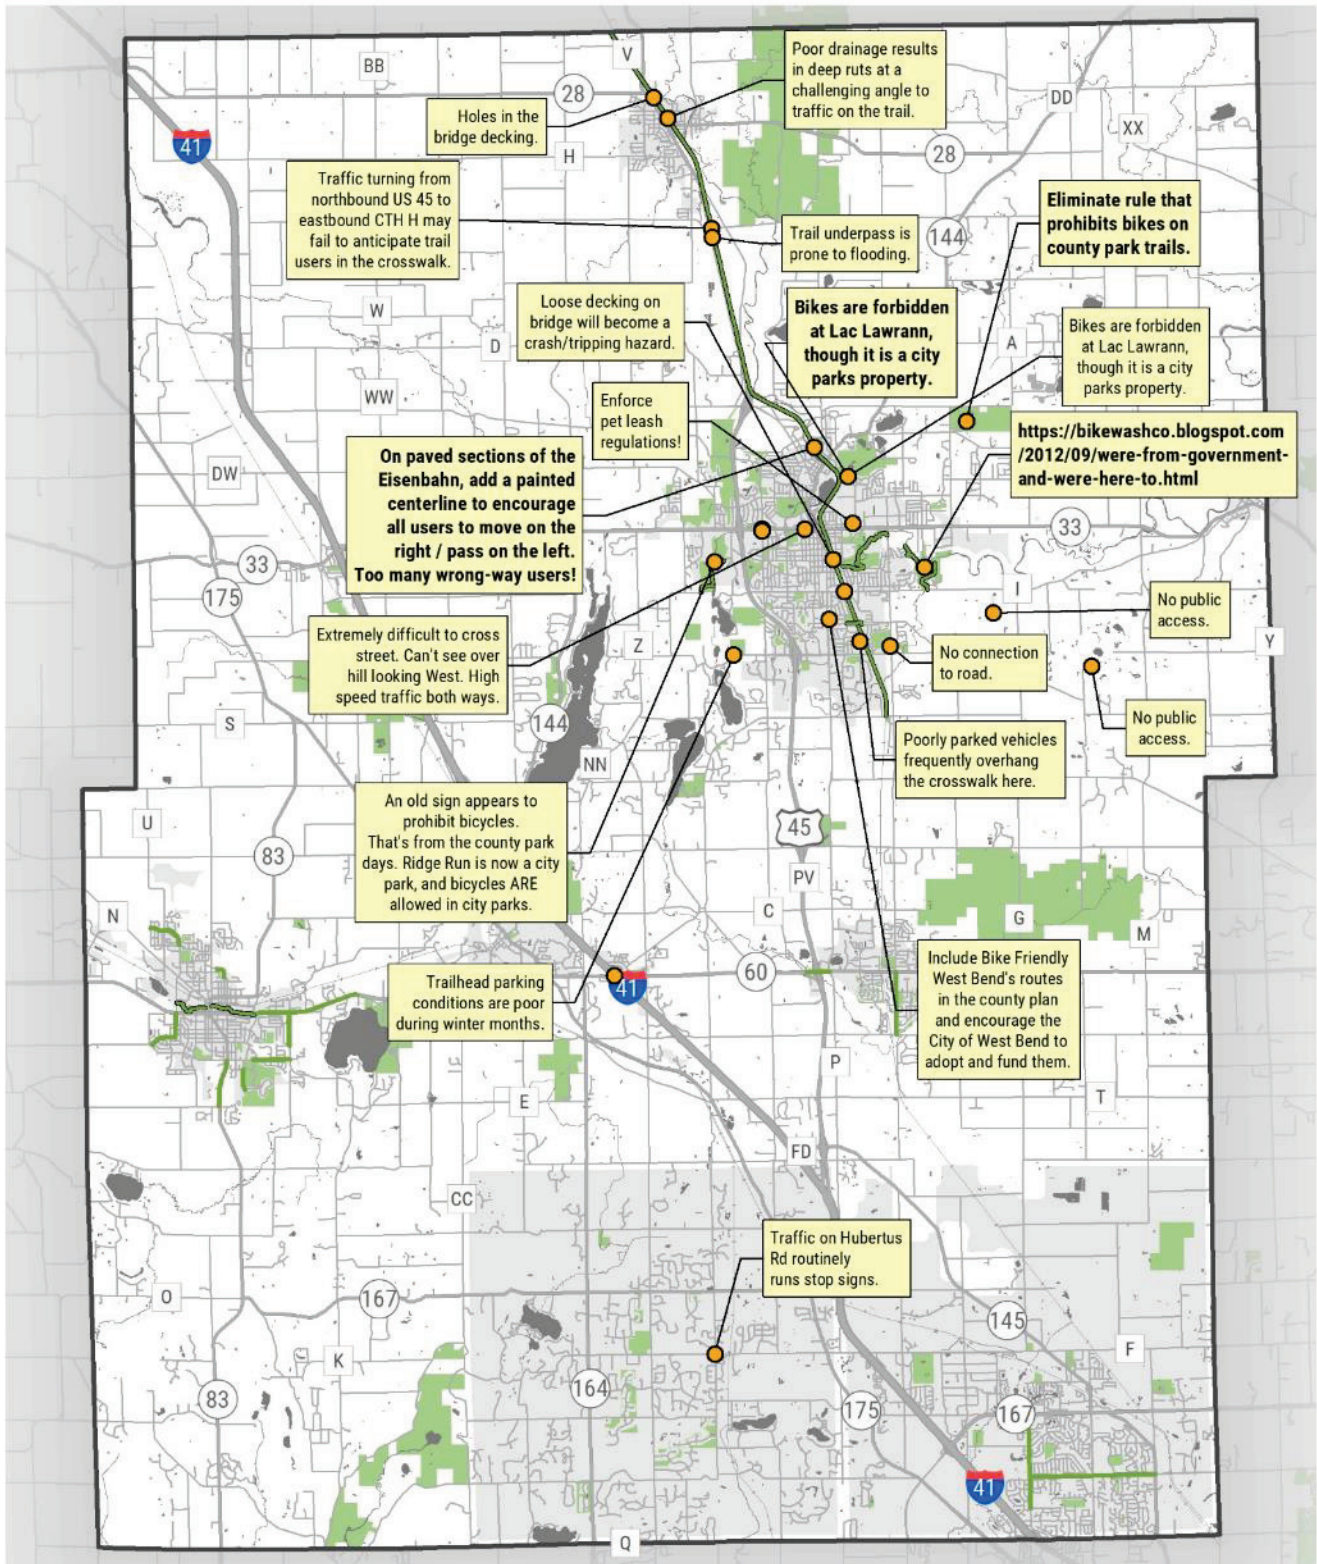 V
BB
28
Poor drainage results
in deep ruts at a
challenging angle to
traffic on the trail.
DD
XX
Holes in the
bridge decking.
41
H
28
Traffic turning from
northbound US 45 to
eastbound CTH H may
fail to anticipate trail
users in the crosswalk.
Trail underpass is
prone to flooding.
144
Eliminate rule that
prohibits bikes on
county park trails.
W
D
Loose decking on
bridge will become a
crash/tripping hazard.
Bikes are forbidden
at Lac Lawrann,
though it is a city
parks property.
A
Bikes are forbidden
at Lac Lawrann,
though it is a city
parks property.
WW
Enforce
pet leash
regulations!
https://bikewashco.blogspot.com
/2012/09/were-from-government-
and-were-here-to.html
DW
On paved sections of the
Eisenbahn, add a painted
centerline to encourage
all users to move on the
right / pass on the left.
Too many wrong-way users!
33
33
175
I
No public
access.
Y
Extremely difficult to cross
street. Can't see over
hill looking West. High
speed traffic both ways.
Z
No connection
to road.
No public
access.
S
144
NN
Poorly parked vehicles
frequently overhang
the crosswalk here.
An old sign appears to
prohibit bicycles.
That's from the county park
days. Ridge Run is now a city
park, and bicycles ARE
allowed in city parks.
U
83
45
PV
N
C
G
M
Trailhead parking
conditions are poor
during winter months.
41
60
Include Bike Friendly
West Bend's routes
in the county plan
and encourage the
City of West Bend to
adopt and fund them.
P
E
T
FD
CC
Traffic on Hubertus
Rd routinely
runs stop signs.
O
167
145
K
F
83
164
175
167
41
Q